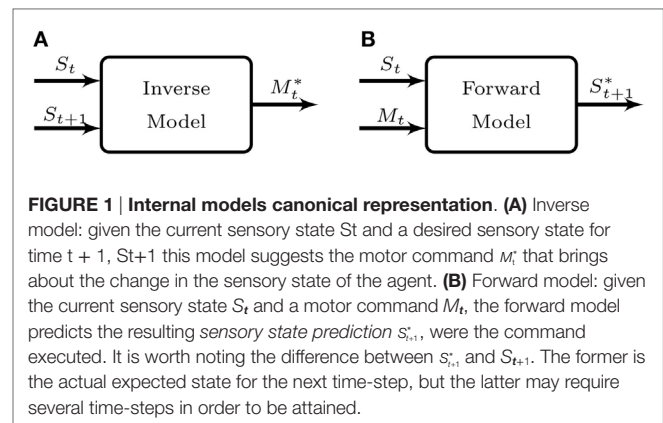 A
B
S_t
S_{t+1}
Inverse
Model
M_t^*
S_t
M_t
Forward
Model
S_{t+1}^*
FIGURE 1 | Internal models canonical representation. (A) Inverse
model: given the current sensory state St and a desired sensory state for
time t + 1, St+1 this model suggests the motor command M_t^* that brings
about the change in the sensory state of the agent. (B) Forward model: given
the current sensory state S_t and a motor command M_t, the forward model
predicts the resulting sensory state prediction S_{t+1}^*, were the command
executed. It is worth noting the difference between S_{t+1}^* and S_{t+1}. The former is
the actual expected state for the next time-step, but the latter may require
several time-steps in order to be attained.